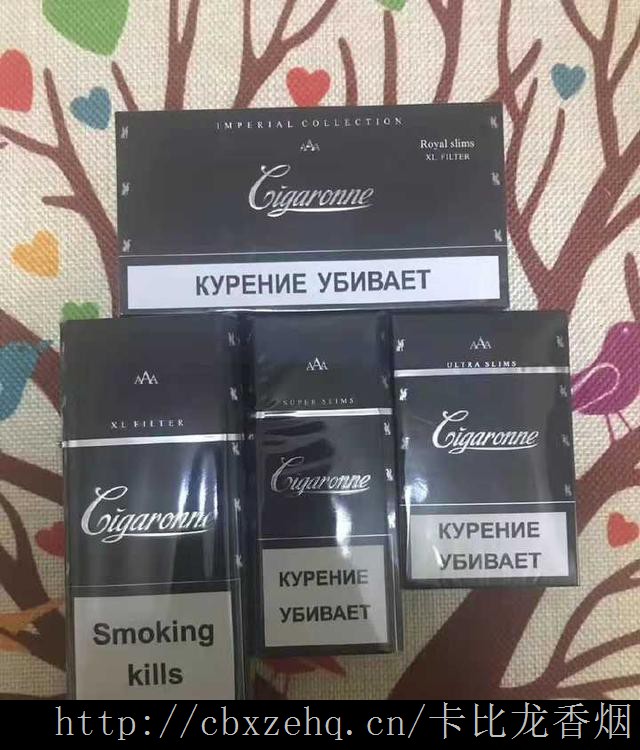 IMPERIAL COLLECTION
AAA
Royal slims
XL FILTER
Cigaronne
КУРЕНИЕ УБИВАЕТ
AAA
XL FILTER
Cigaronne
Smoking
kills
AAA
SUPER SLIMS
Cigaronne
КУРЕНИЕ
УБИВАЕТ
AAA
ULTRA SLIMS
Cigaronne
КУРЕНИЕ
УБИВАЕТ
http://cbxzehq.cn/卡比龙香烟